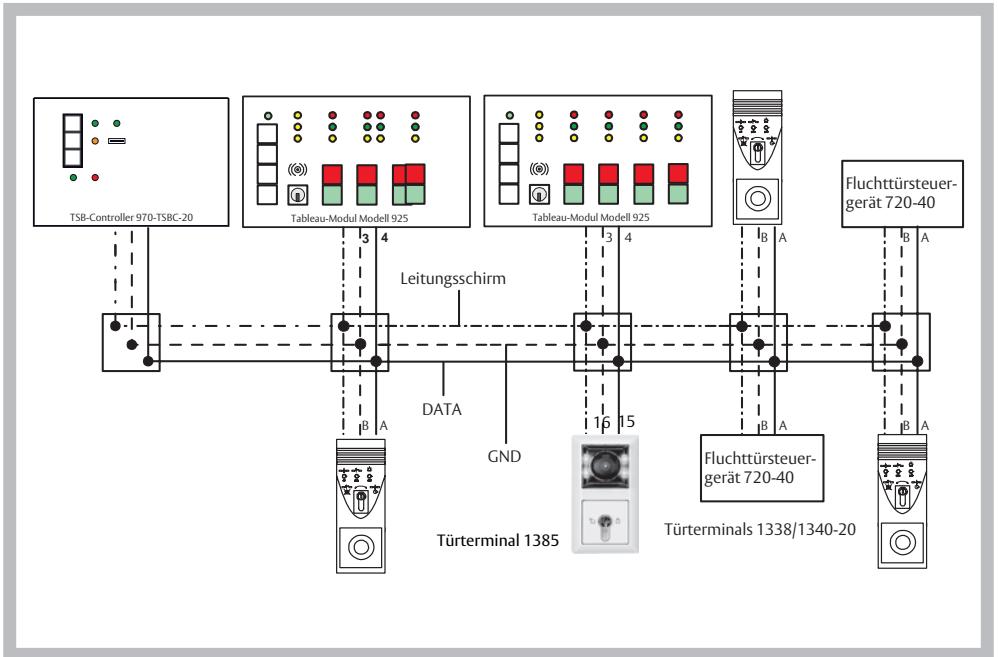 TSB-Controller 970-TSBC-20
Tableau-Modul Modell 925
Tableau-Modul Modell 925
Fluchttürsteuer-
gerät 720-40
3 4
3 4
B A
B A
Leitungsschirm
DATA
GND
B A
16 15
B A
B A
Fluchttürsteuer-
gerät 720-40
Türterminal 1385
Türterminals 1338/1340-20